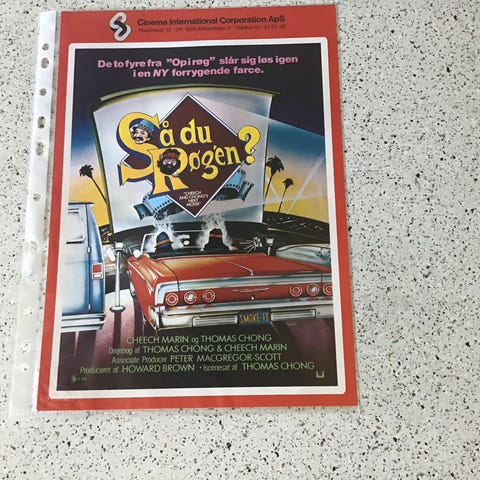 Cinema International Corporation ApS
De to fyre fra "Op i røg" slår sig løs igen
i en NY forrygende farce.
Så du
Røgen?
"CHEECH
AND CHONG'S
NEXT
MOVIE"
SMOKE IT
CHEECH MARIN og THOMAS CHONG
Drejebog af THOMAS CHONG & CHEECH MARIN
Associate Producer PETER MACGREGOR-SCOTT
Produceret af HOWARD BROWN • Iscenesat af THOMAS CHONG